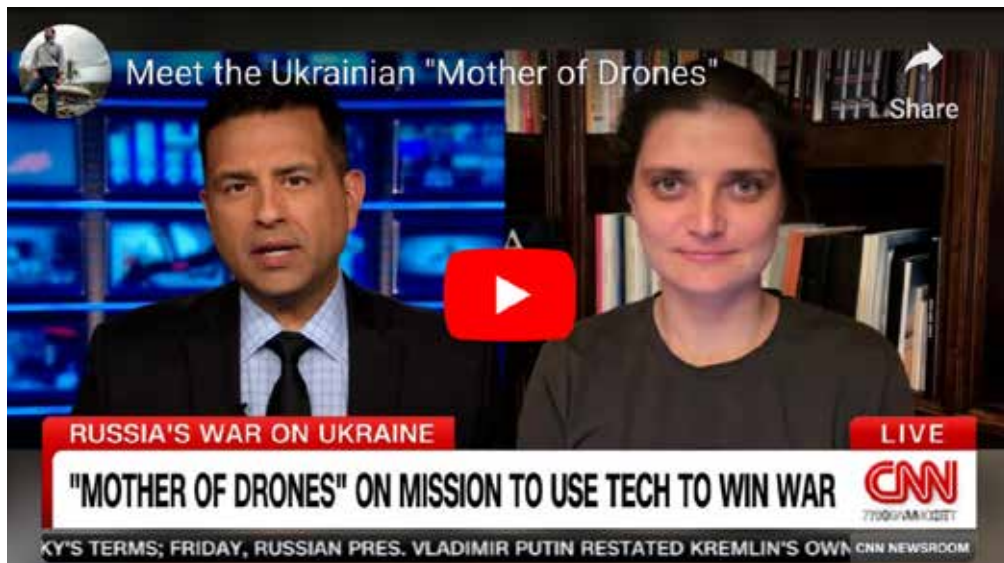 Meet the Ukrainian "Mother of Drones"
Share
RUSSIA'S WAR ON UKRAINE
LIVE
"MOTHER OF DRONES" ON MISSION TO USE TECH TO WIN WAR
CNN
KY'S TERMS; FRIDAY, RUSSIAN PRES. VLADIMIR PUTIN RESTATED KREMLIN'S OWN
CNN NEWSROOM